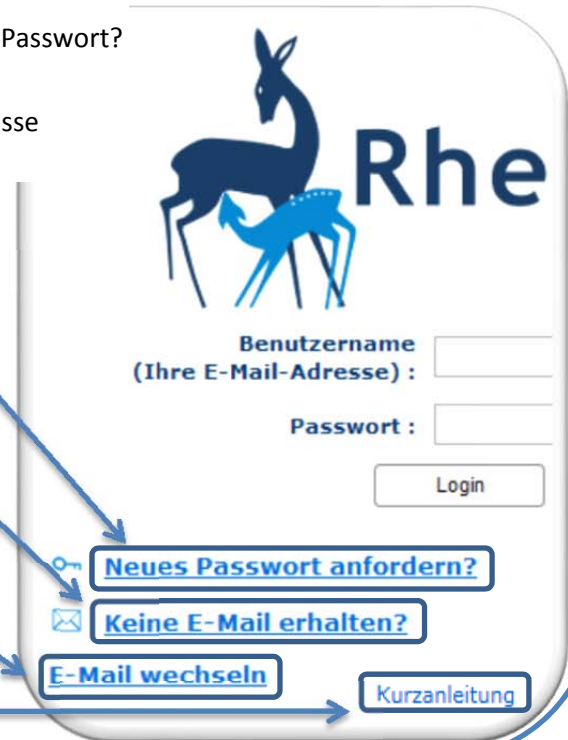 Passwort?
sse
Rhe
Benutzername
(Ihre E-Mail-Adresse) :
Passwort :
Login
Neues Passwort anfordern?
Keine E-Mail erhalten?
E-Mail wechseln
Kurzanleitung